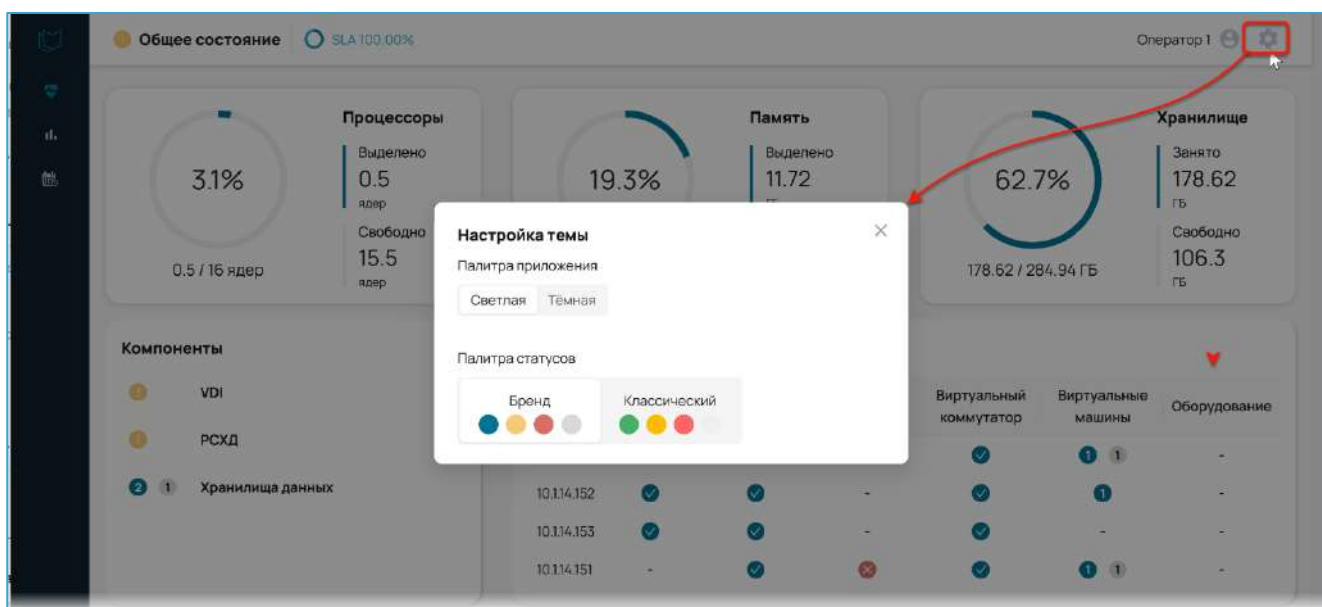 Общее состояние
SLA 100.00%
Оператор 1
Процессоры
Выделено
0.5
ядер
Свободно
15.5
ядер
3.1%
0.5 / 16 ядер
Память
Выделено
11.72
19.3%
Хранилище
Занято
178.62
ГБ
Свободно
106.3
ГБ
62.7%
178.62 / 284.94 ГБ
Настройка темы
Палитра приложения
Светлая Тёмная
Палитра статусов
Бренд Классический
Компоненты
VDI
РСХД
2 1 Хранилища данных
Виртуальный
коммутатор
Виртуальные
машины
Оборудование
1 1 -
10.1.14.152 - 1 -
10.1.14.153 - - -
10.1.14.151 - 1 1 -